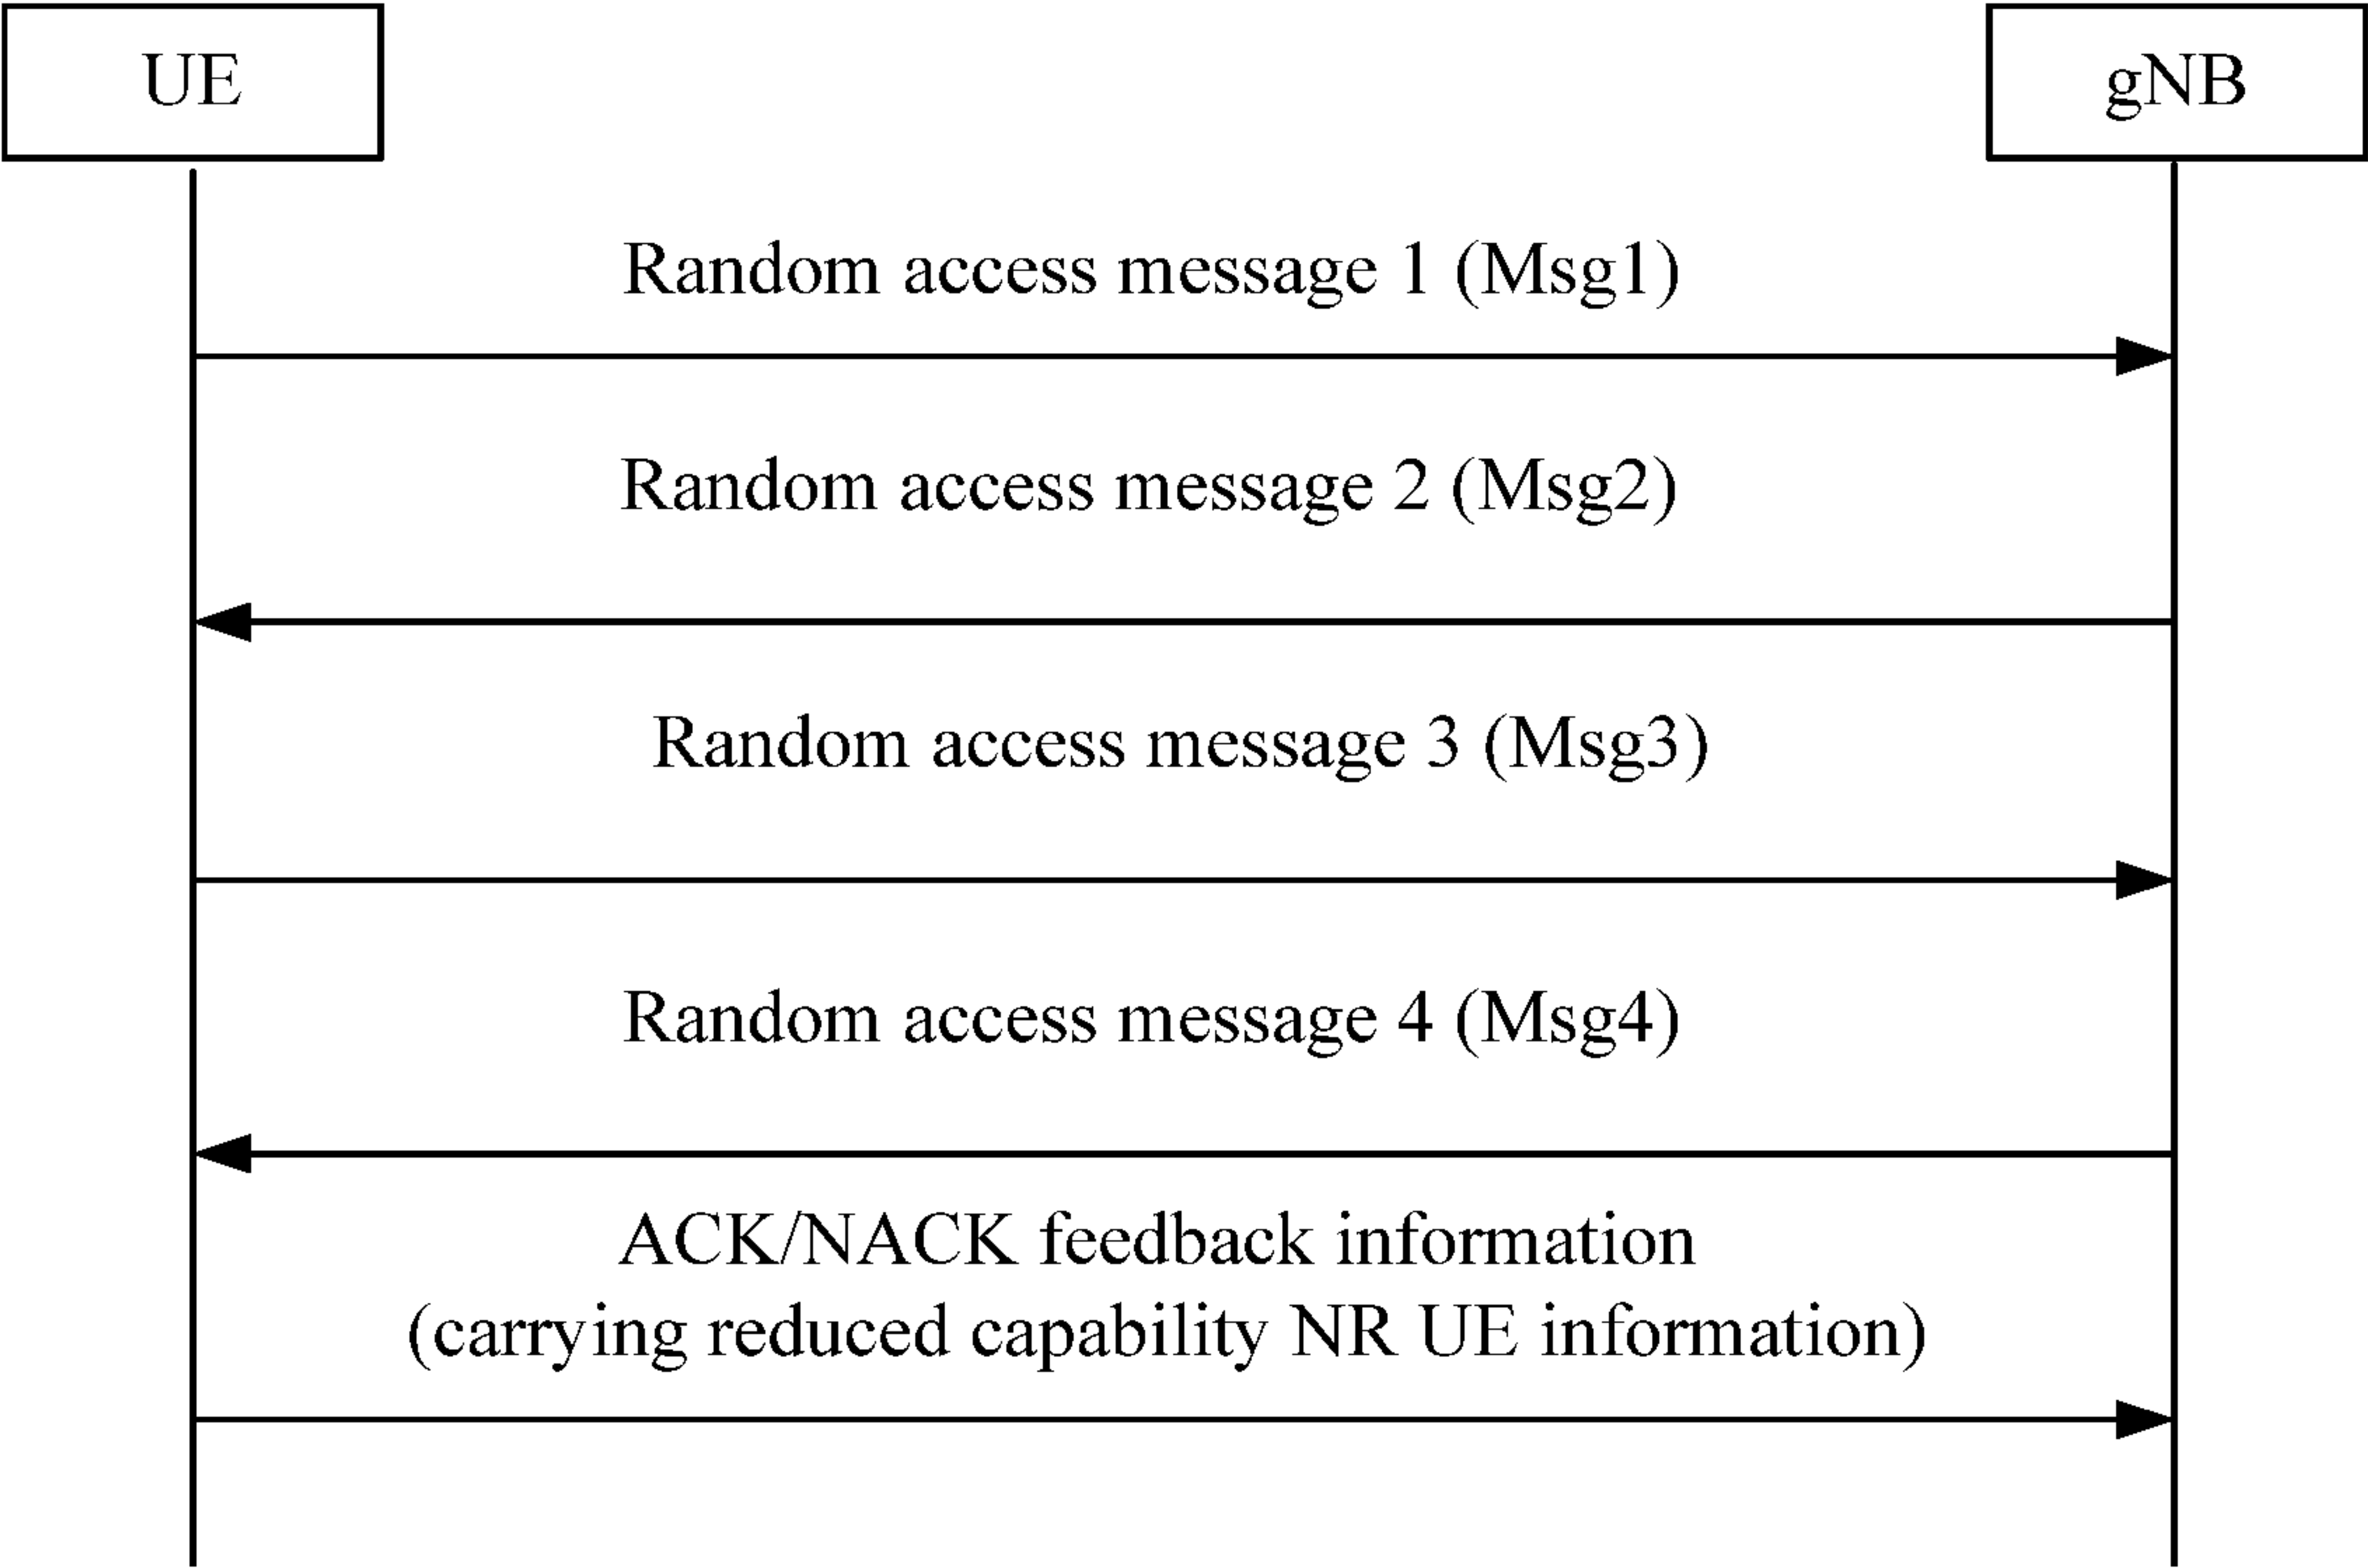 UE
gNB
Random access message 1 (Msg1)
Random access message 2 (Msg2)
Random access message 3 (Msg3)
Random access message 4 (Msg4)
ACK/NACK feedback information
(carrying reduced capability NR UE information)